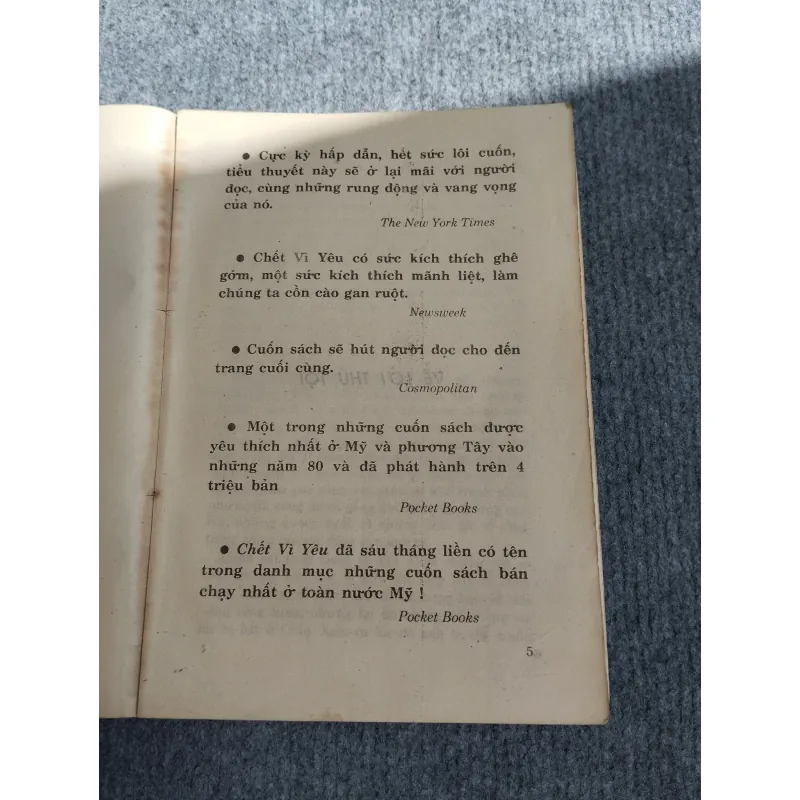 ● Cực kỳ hấp dẫn, hết sức lôi cuốn,
tiểu thuyết này sẽ ở lại mãi với người
đọc, cùng những rung động và vang vọng
của nó.
The New York Times
● Chết Vì Yêu có sức kích thích ghê
gớm, một sức kích thích mãnh liệt, làm
chúng ta cồn cào gan ruột.
Newsweek
● Cuốn sách sẽ hút người đọc cho đến
trang cuối cùng.
Cosmopolitan
● Một trong những cuốn sách được
yêu thích nhất ở Mỹ và phương Tây vào
những năm 80 và đã phát hành trên 4
triệu bản
Pocket Books
● Chết Vì Yêu đã sáu tháng liền có tên
trong danh mục những cuốn sách bán
chạy nhất ở toàn nước Mỹ !
Pocket Books
5